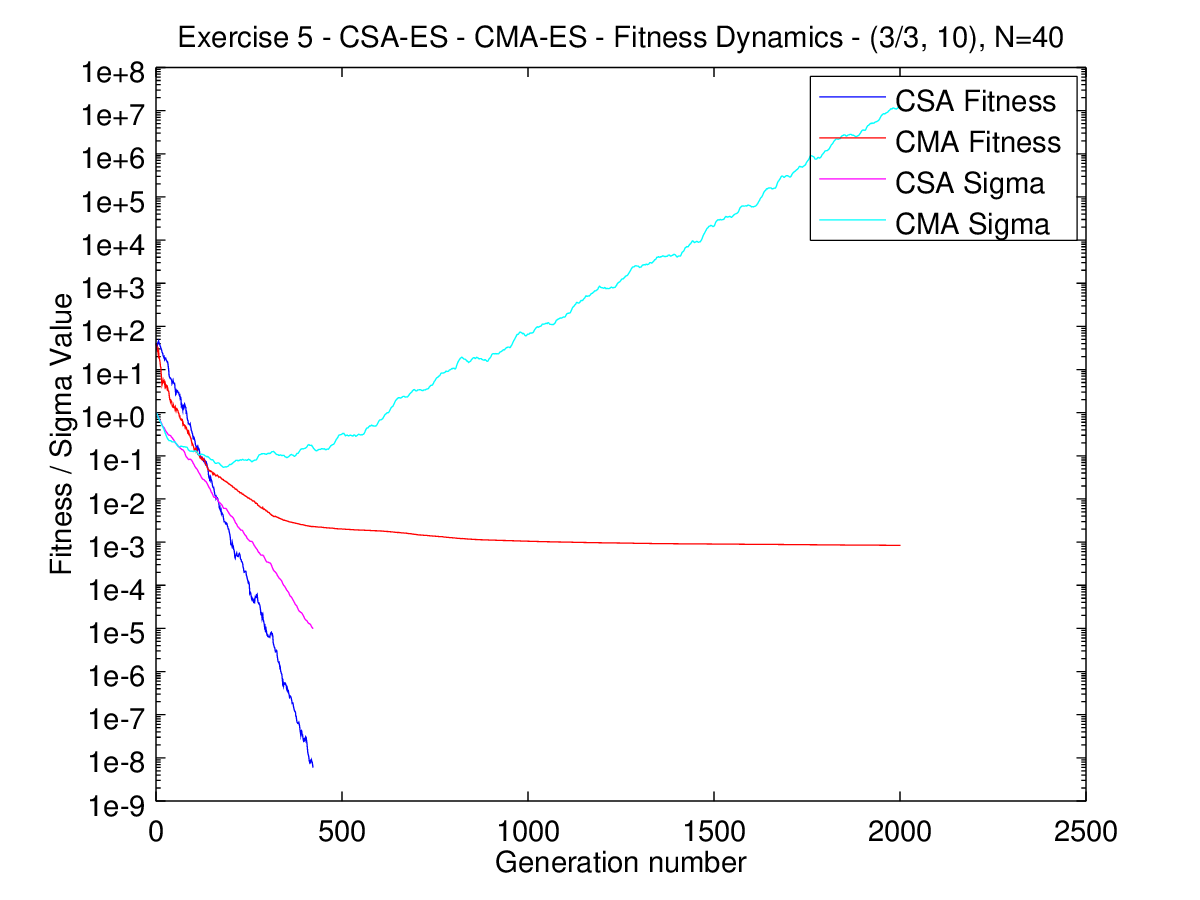 Exercise 5 - CSA-ES - CMA-ES - Fitness Dynamics - (3/3, 10), N=40
1e+8
1e+7
1e+6
1e+5
1e+4
1e+3
1e+2
1e+1
1e+0
1e-1
1e-2
1e-3
1e-4
1e-5
1e-6
1e-7
1e-8
1e-9
Fitness / Sigma Value
CSA Fitness
CMA Fitness
CSA Sigma
CMA Sigma
0 500 1000 1500 2000 2500
Generation number